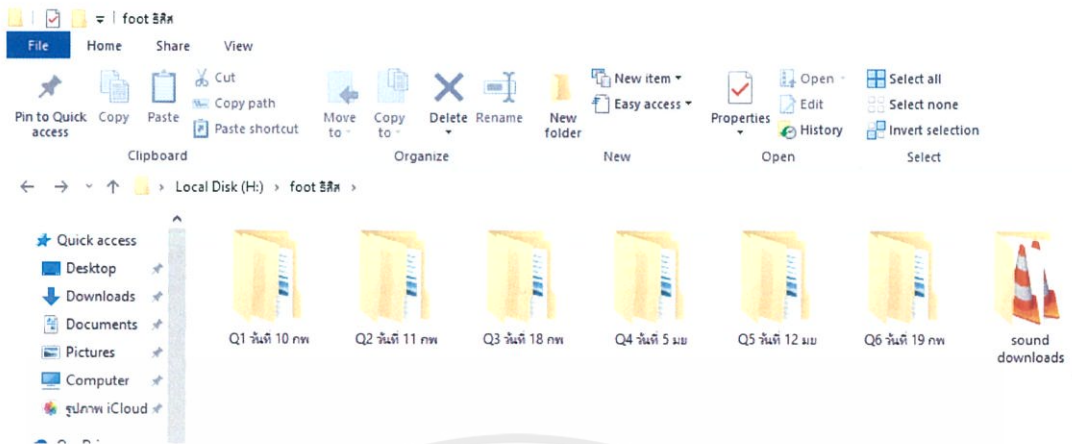 foot ธิสิส
File Home Share View
Pin to Quick access
Copy
Paste
Cut
Copy path
Paste shortcut
Clipboard
Move to
Copy to
Delete
Rename
Organize
New folder
New item
Easy access
New
Properties
Open
Edit
History
Open
Select all
Select none
Invert selection
Select
Local Disk (H:) › foot ธิสิส ›
Quick access
Desktop
Downloads
Documents
Pictures
Computer
รูปภาพ iCloud
Q1 วันที่ 10 กพ
Q2 วันที่ 11 กพ
Q3 วันที่ 18 กพ
Q4 วันที่ 5 มย
Q5 วันที่ 12 มย
Q6 วันที่ 19 กพ
sound downloads